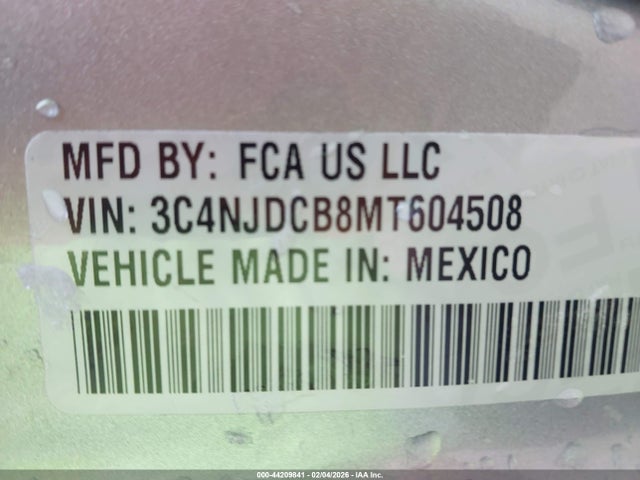 MFD BY: FCA US LLC
VIN: 3C4NJDCB8MT604508
VEHICLE MADE IN: MEXICO
000-44209841 - 02/04/2026 - IAA Inc.